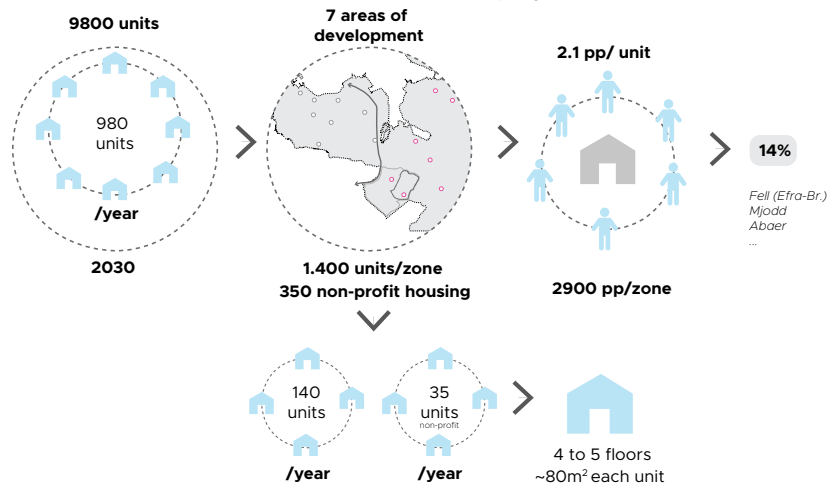 9800 units
980
units
/year
2030
7 areas of
development
1.400 units/zone
350 non-profit housing
2.1 pp/ unit
2900 pp/zone
14%
Fell (Efra-Br.)
Mjodd
Abaer
...
140
units
/year
35
units
non-profit
/year
4 to 5 floors
~80m² each unit